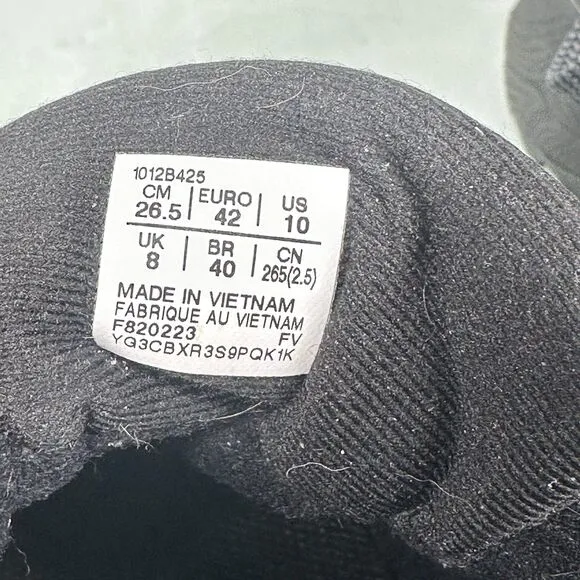 1012B425
CM EURO US
26.5 42 10
UK BR CN
8 40 265(2.5)
MADE IN VIETNAM
FABRIQUE AU VIETNAM
F820223 FV
YG3CBXR3S9PQK1K